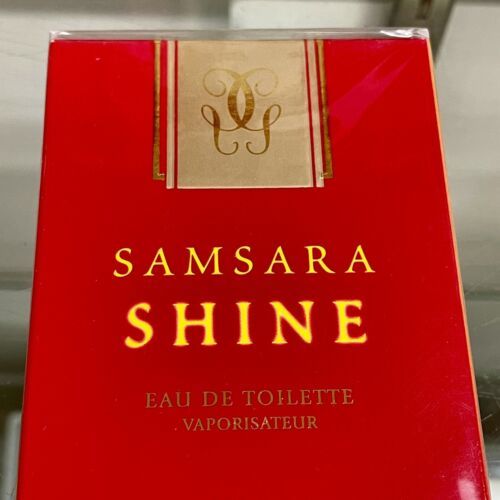 SAMSARA
SHINE
EAU DE TOILETTE
VAPORISATEUR